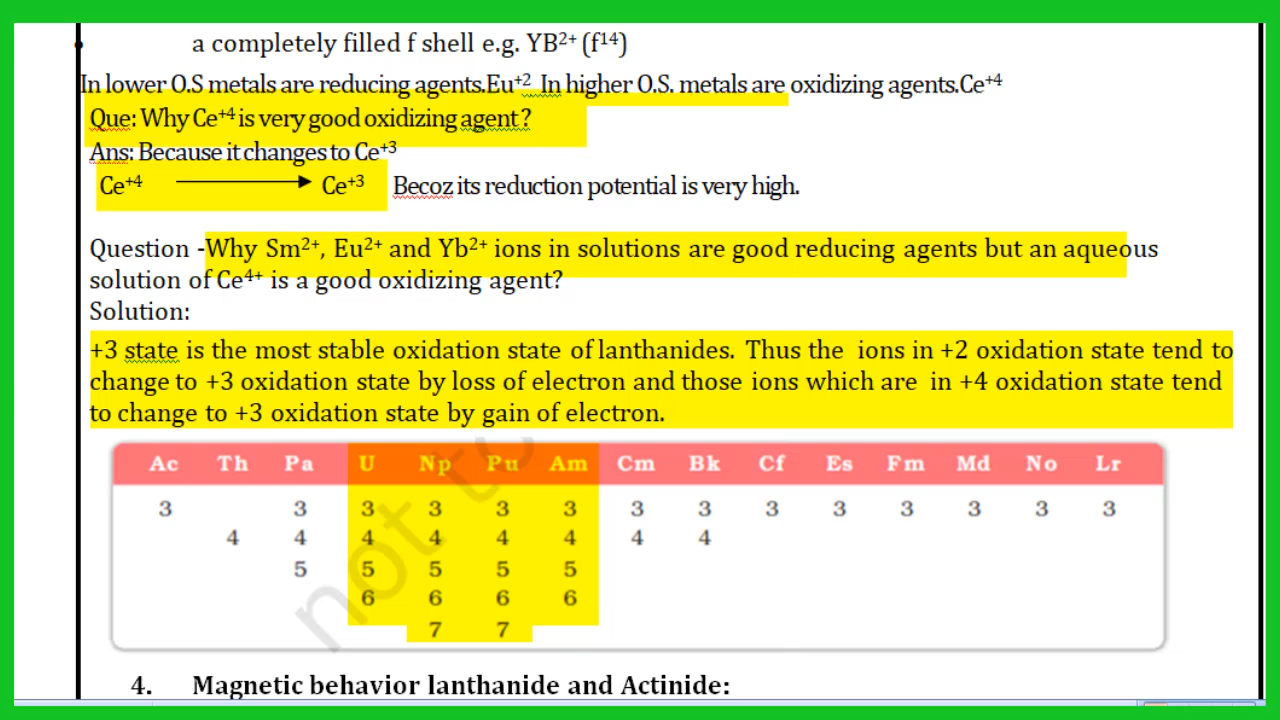 • a completely filled f shell e.g. YB²⁺ (f¹⁴)
In lower O.S metals are reducing agents.Eu⁺² In higher O.S. metals are oxidizing agents.Ce⁺⁴
Que: Why Ce⁺⁴ is very good oxidizing agent?
Ans: Because it changes to Ce⁺³
Ce⁺⁴ ⟶ Ce⁺³ Becoz its reduction potential is very high.
Question -Why Sm²⁺, Eu²⁺ and Yb²⁺ ions in solutions are good reducing agents but an aqueous
solution of Ce⁴⁺ is a good oxidizing agent?
Solution:
+3 state is the most stable oxidation state of lanthanides. Thus the ions in +2 oxidation state tend to
change to +3 oxidation state by loss of electron and those ions which are in +4 oxidation state tend
to change to +3 oxidation state by gain of electron.
Ac Th Pa U Np Pu Am Cm Bk Cf Es Fm Md No Lr
3 3 3 3 3 3 3 3 3 3 3 3 3 3
4 4 4 4 4 4 4 4
5 5 5 5 5
6 6 6 6
7 7
not to
4. Magnetic behavior lanthanide and Actinide: